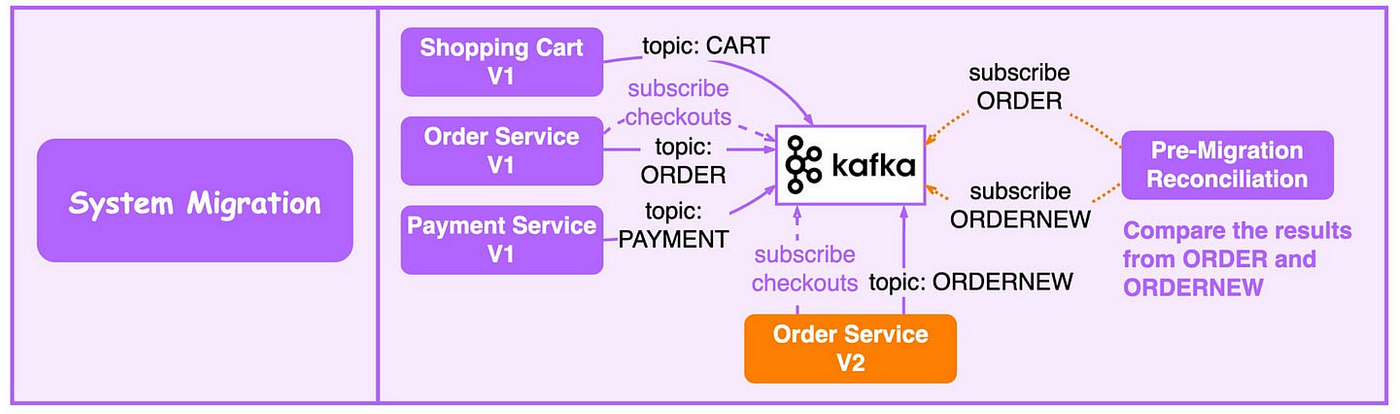 System Migration
Shopping Cart
V1
topic: CART
subscribe
checkouts
Order Service
V1
topic:
ORDER
Payment Service
V1
topic:
PAYMENT
kafka
subscribe
checkouts
topic: ORDERNEW
Order Service
V2
subscribe
ORDER
subscribe
ORDERNEW
Pre-Migration
Reconciliation
Compare the results
from ORDER and
ORDERNEW